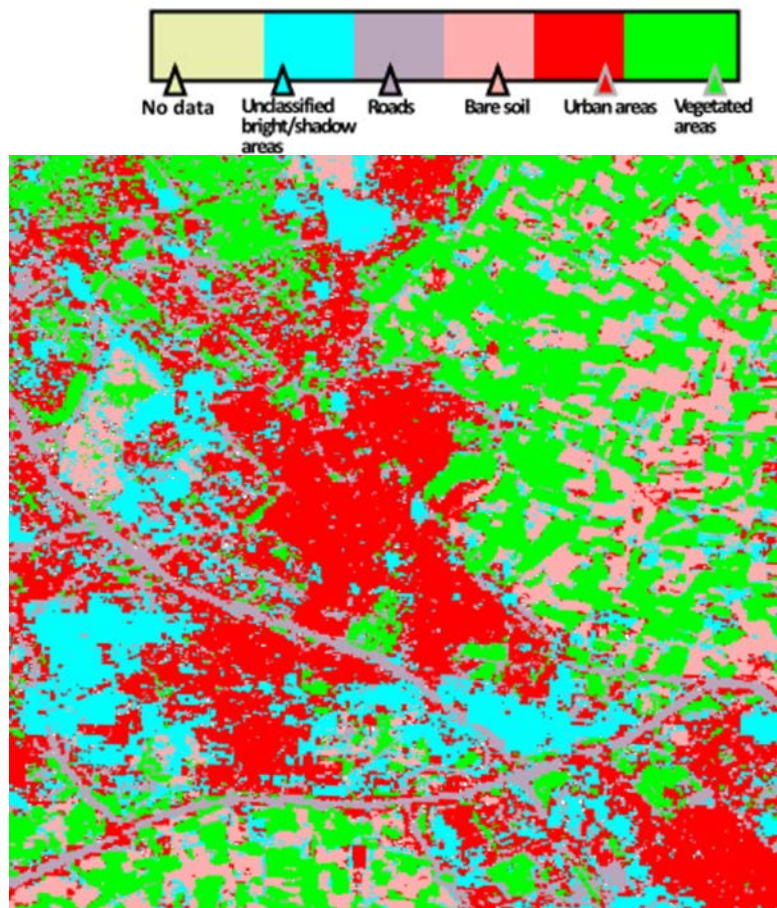 No data
Unclassified
bright/shadow
areas
Roads
Bare soil
Urban areas
Vegetated
areas